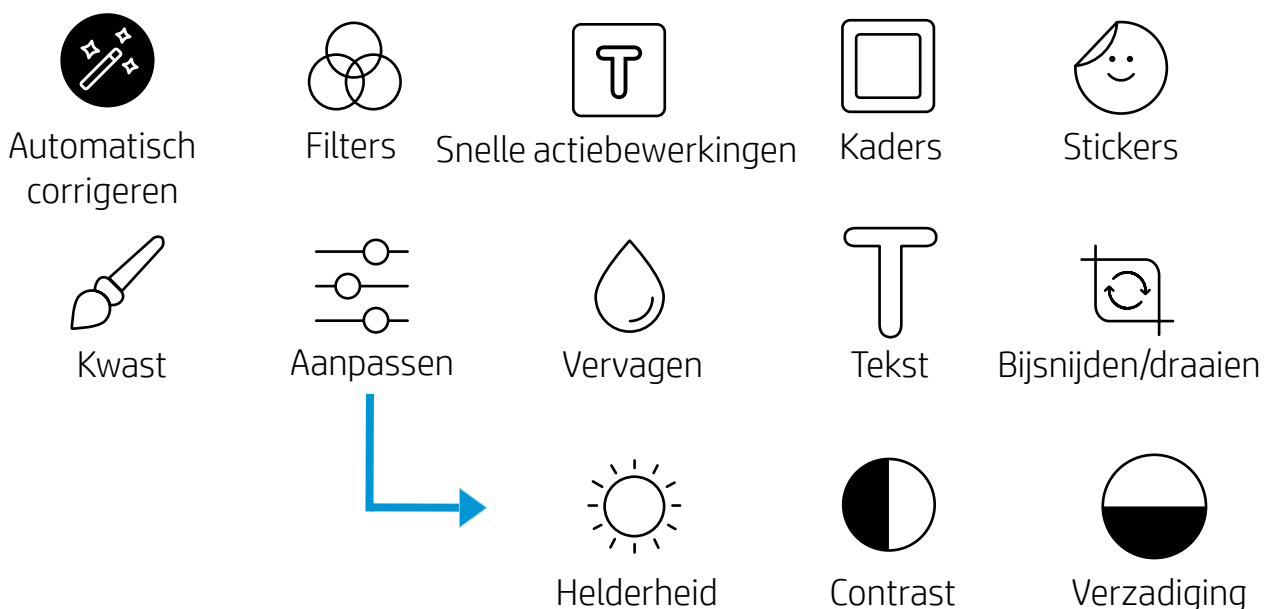 Automatisch
corrigeren
Filters
Snelle actiebewerkingen
Kaders
Stickers
Kwast
Aanpassen
Vervagen
Tekst
Bijsnijden/draaien
Helderheid
Contrast
Verzadiging